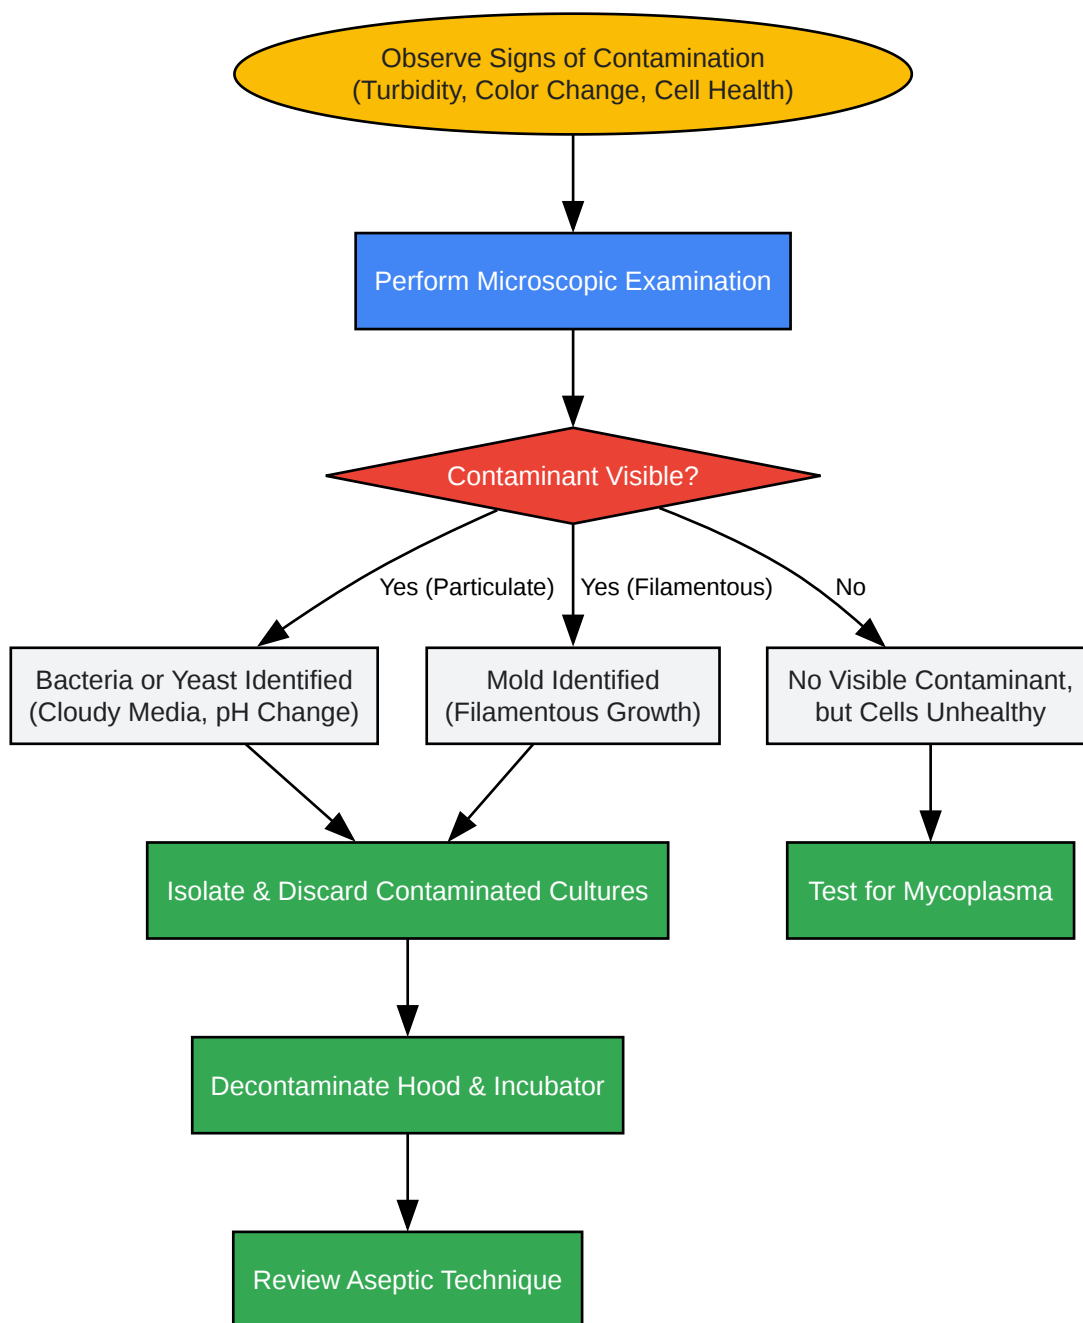 Observe Signs of Contamination
(Turbidity, Color Change, Cell Health)
Perform Microscopic Examination
Contaminant Visible?
Yes (Particulate)
Yes (Filamentous)
No
Bacteria or Yeast Identified
(Cloudy Media, pH Change)
Mold Identified
(Filamentous Growth)
No Visible Contaminant,
but Cells Unhealthy
Isolate & Discard Contaminated Cultures
Test for Mycoplasma
Decontaminate Hood & Incubator
Review Aseptic Technique